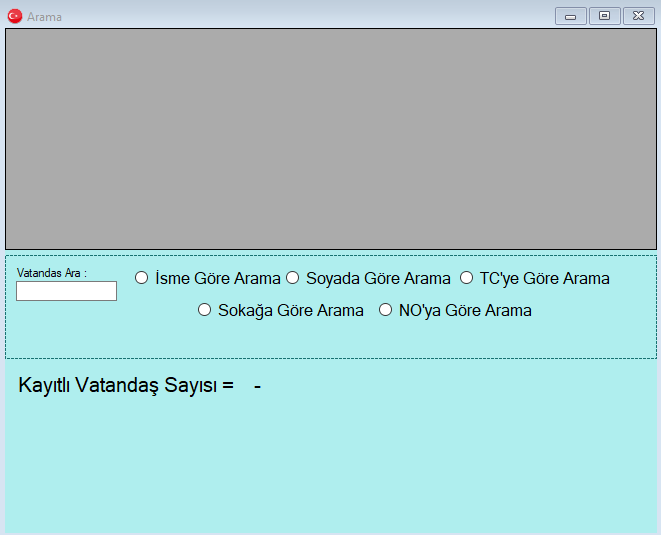 Arama
Vatandas Ara :
İsme Göre Arama Soyada Göre Arama TC'ye Göre Arama
Sokağa Göre Arama NO'ya Göre Arama
Kayıtlı Vatandaş Sayısı = -